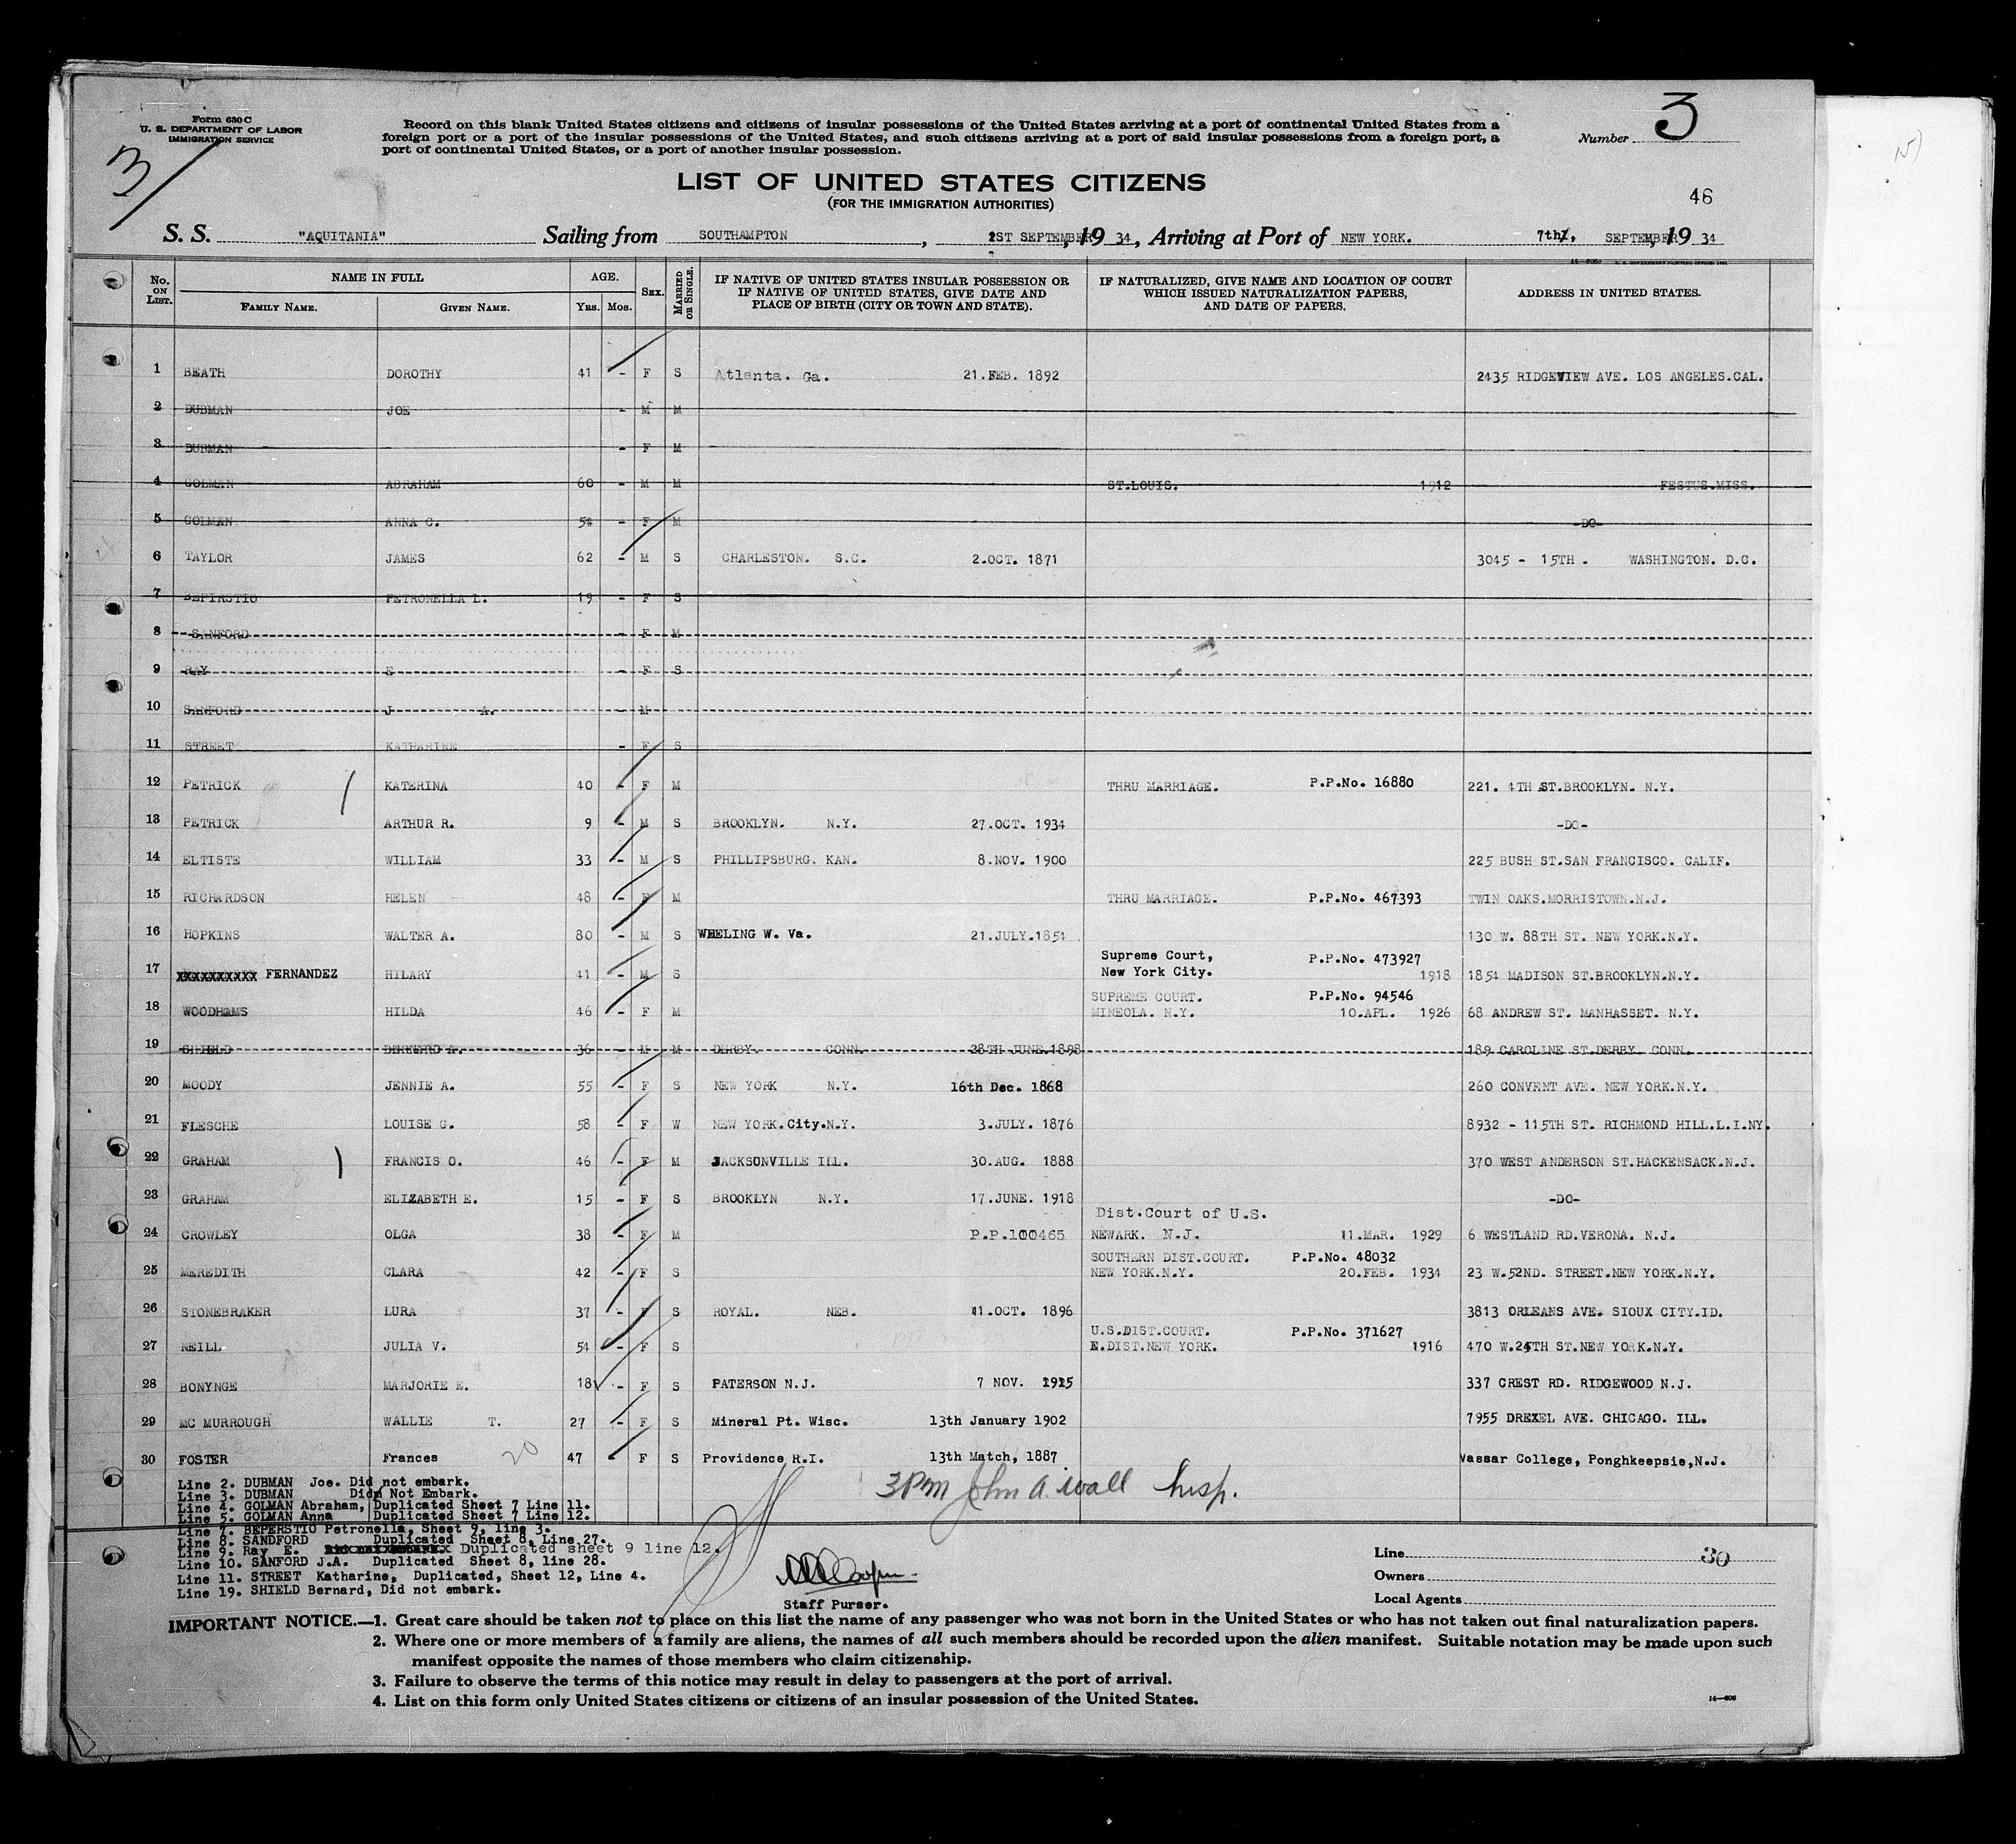 Form 630 C
U. S. DEPARTMENT OF LABOR
IMMIGRATION SERVICE
3/
Record on this blank United States citizens and citizens of insular possessions of the United States arriving at a port of continental United States from a
foreign port or a port of the insular possessions of the United States, and such citizens arriving at a port of said insular possessions from a foreign port, a
port of continental United States, or a port of another insular possession.
Number 3
LIST OF UNITED STATES CITIZENS
(FOR THE IMMIGRATION AUTHORITIES)
46
S. S. "AQUITANIA" Sailing from SOUTHAMPTON, 1ST SEPTEMBER, 19 34, Arriving at Port of NEW YORK. 7th, SEPTEMBER, 19 34
No. ON LIST. NAME IN FULL FAMILY NAME. GIVEN NAME. AGE. Yrs. Mos. SEX. MARRIED OR SINGLE. IF NATIVE OF UNITED STATES INSULAR POSSESSION OR IF NATIVE OF UNITED STATES, GIVE DATE AND PLACE OF BIRTH (CITY OR TOWN AND STATE). IF NATURALIZED, GIVE NAME AND LOCATION OF COURT WHICH ISSUED NATURALIZATION PAPERS, AND DATE OF PAPERS. ADDRESS IN UNITED STATES.
1 BEATH DOROTHY 41 - F S Atlanta. Ga. 21.FEB. 1892 2435 RIDGEVIEW AVE. LOS ANGELES.CAL.
2 DUBMAN JOE - M M
3 DUBMAN - F M
4 GOLMAN ABRAHAM 60 - M M ST.LOUIS. 1912 FESTUS.MISS.
5 GOLMAN ANNA C. 54 - F M -DO-
6 TAYLOR JAMES 62 - M S CHARLESTON. S.C. 2.OCT. 1871 3045 - 15TH . WASHINGTON. D.C.
7 BEPIRSTIO PETRONELLA L. 19 - F S
8 SANFORD - F M
9 RAY E - F S
10 SANFORD J A. - M
11 STREET KATHARINE - F S
12 PETRICK KATERINA 40 - F M THRU MARRIAGE. P.P.No. 16880 221. 4TH ST.BROOKLYN. N.Y.
13 PETRICK ARTHUR R. 9 - M S BROOKLYN. N.Y. 27.OCT. 1934 -DO-
14 ELTISTE WILLIAM 33 - M S PHILLIPSBURG. KAN. 8.NOV. 1900 225 BUSH ST.SAN FRANCISCO. CALIF.
15 RICHARDSON HELEN 48 - F M THRU MARRIAGE. P.P.No. 467393 TWIN OAKS.MORRISTOWN.N.J.
16 HOPKINS WALTER A. 80 - M S WHELING W. Va. 21.JULY.1854 130 W. 88TH ST. NEW YORK.N.Y.
Supreme Court, P.P.No. 473927
17 XXXXXXXXXX FERNANDEZ HILARY 41 - M S New York City. 1918 1854 MADISON ST.BROOKLYN.N.Y.
SUPREME COURT. P.P.No. 94546
18 WOODHAMS HILDA 46 - F M MINEOLA. N.Y. 10.APL. 1926 68 ANDREW ST. MANHASSET. N.Y.
19 SHIELD BERNARD A. 36 - M M DERBY. CONN. 28TH JUNE.1898 189 CAROLINE ST.DERBY. CONN.
20 MOODY JENNIE A. 55 - F S NEW YORK N.Y. 16th Dec. 1868 260 CONVENT AVE. NEW YORK.N.Y.
21 FLESCHE LOUISE G. 58 - F W NEW YORK.City.N.Y. 3.JULY. 1876 8932 - 115TH ST. RICHMOND HILL.L.I.NY.
22 GRAHAM FRANCIS O. 46 - F M JACKSONVILLE ILL. 30.AUG. 1888 370 WEST ANDERSON ST.HACKENSACK.N.J.
23 GRAHAM ELIZABETH E. 15 - F S BROOKLYN N.Y. 17.JUNE. 1918 -DO-
Dist.Court of U.S.
24 CROWLEY OLGA 38 - F M P.P.100465 NEWARK. N.J. 11.MAR. 1929 6 WESTLAND RD.VERONA. N.J.
SOUTHERN DIST.COURT. P.P.No. 48032
25 MEREDITH CLARA 42 - F S NEW YORK.N.Y. 20.FEB. 1934 23 W.52ND. STREET.NEW YORK.N.Y.
26 STONEBRAKER LURA 37 - F S ROYAL. NEB. 11.OCT. 1896 3813 ORLEANS AVE. SIOUX CITY.ID.
U.S.DIST.COURT. P.P.No. 371627
27 NEILL JULIA V. 54 - F S E.DIST.NEW YORK. 1916 470 W.24TH ST.NEW YORK.N.Y.
28 BONYNGE MARJORIE E. 18 - F S PATERSON N.J. 7 NOV. 1915 337 CREST RD. RIDGEWOOD N.J.
29 MC MURROUGH WALLIE T. 27 - F S Mineral Pt. Wisc. 13th January 1902 7955 DREXEL AVE. CHICAGO. ILL.
30 FOSTER Frances 20 47 F S Providence R.I. 13th Match, 1887 Vassar College, Ponghkeepsie,N.J.
3PM John A. Wall Insp.
Line 2. DUBMAN Joe. Did not embark.
Line 3. DUBMAN Did Not Embark.
Line 4. GOLMAN Abraham, Duplicated Sheet 7 Line 11.
Line 5. GOLMAN Anna Duplicated Sheet 7 Line 12.
Line 7. BEPERSTIO Petronella, Sheet 9, line 3.
Line 8. SANDFORD Duplicated Sheet 8, Line 27.
Line 9. Ray E. Duplicated sheet 9 line 12.
Line 10. SANFORD J.A. Duplicated Sheet 8, line 28.
Line 11. STREET Katharine, Duplicated, Sheet 12, Line 4.
Line 19. SHIELD Bernard, Did not embark.
Staff Purser.
Line 30
Owners
Local Agents
IMPORTANT NOTICE.—1. Great care should be taken not to place on this list the name of any passenger who was not born in the United States or who has not taken out final naturalization papers.
2. Where one or more members of a family are aliens, the names of all such members should be recorded upon the alien manifest. Suitable notation may be made upon such
manifest opposite the names of those members who claim citizenship.
3. Failure to observe the terms of this notice may result in delay to passengers at the port of arrival.
4. List on this form only United States citizens or citizens of an insular possession of the United States.